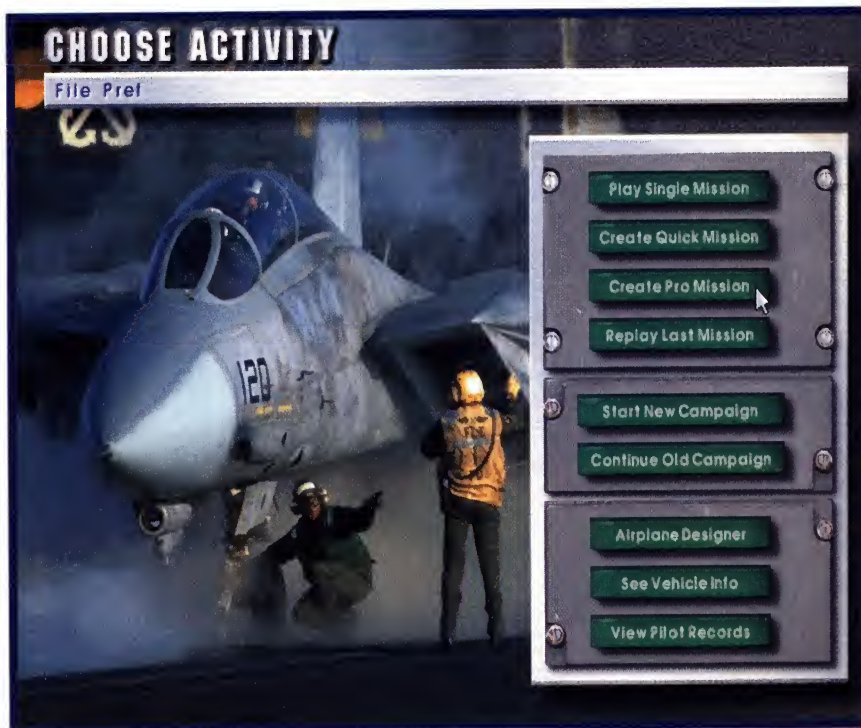 CHOOSE ACTIVITY
File Pref
120
Play Single Mission
Create Quick Mission
Create Pro Mission
Replay Last Mission
Start New Campaign
Continue Old Campaign
Airplane Designer
See Vehicle Info
View Pilot Records